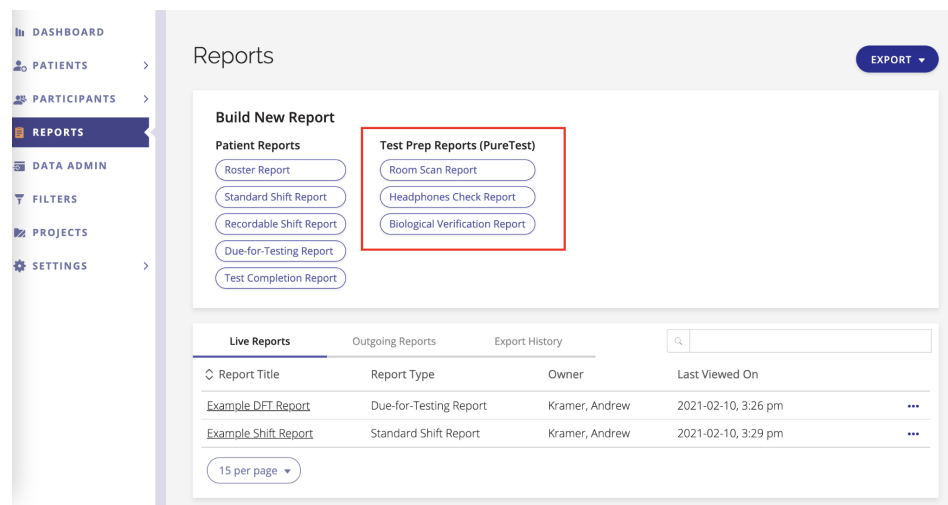 DASHBOARD
PATIENTS
PARTICIPANTS
REPORTS
DATA ADMIN
FILTERS
PROJECTS
SETTINGS
Reports
EXPORT
Build New Report
Patient Reports
Roster Report
Standard Shift Report
Recordable Shift Report
Due-for-Testing Report
Test Completion Report
Test Prep Reports (PureTest)
Room Scan Report
Headphones Check Report
Biological Verification Report
Live Reports Outgoing Reports Export History
Report Title Report Type Owner Last Viewed On
Example DFT Report Due-for-Testing Report Kramer, Andrew 2021-02-10, 3:26 pm
Example Shift Report Standard Shift Report Kramer, Andrew 2021-02-10, 3:29 pm
15 per page